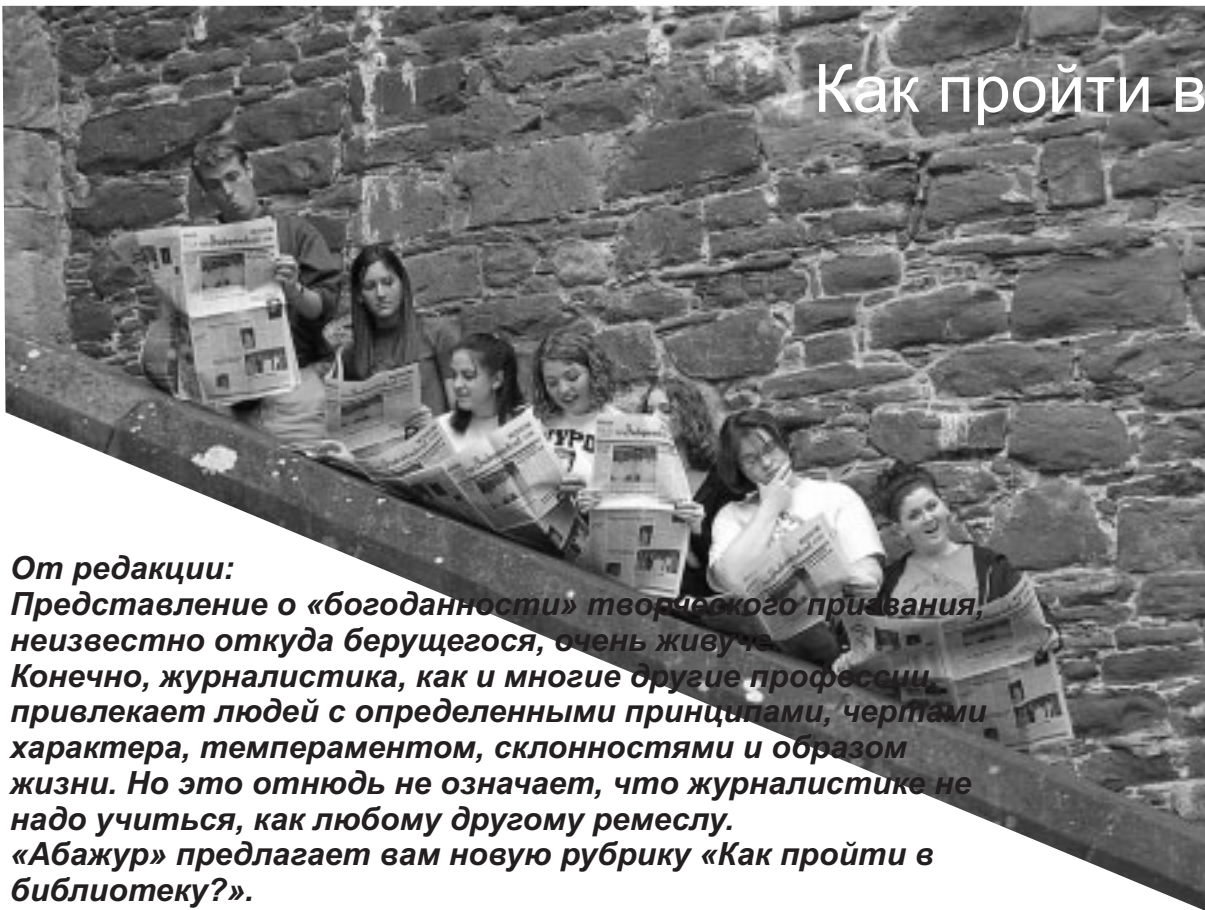 Как пройти в
От редакции:
Представление о «богоданности» творческого призвания,
неизвестно откуда берущегося, очень живуче.
Конечно, журналистика, как и многие другие профессии,
привлекает людей с определенными принципами, чертами
характера, темпераментом, склонностями и образом
жизни. Но это отнюдь не означает, что журналистике не
надо учиться, как любому другому ремеслу.
«Абажур» предлагает вам новую рубрику «Как пройти в
библиотеку?».